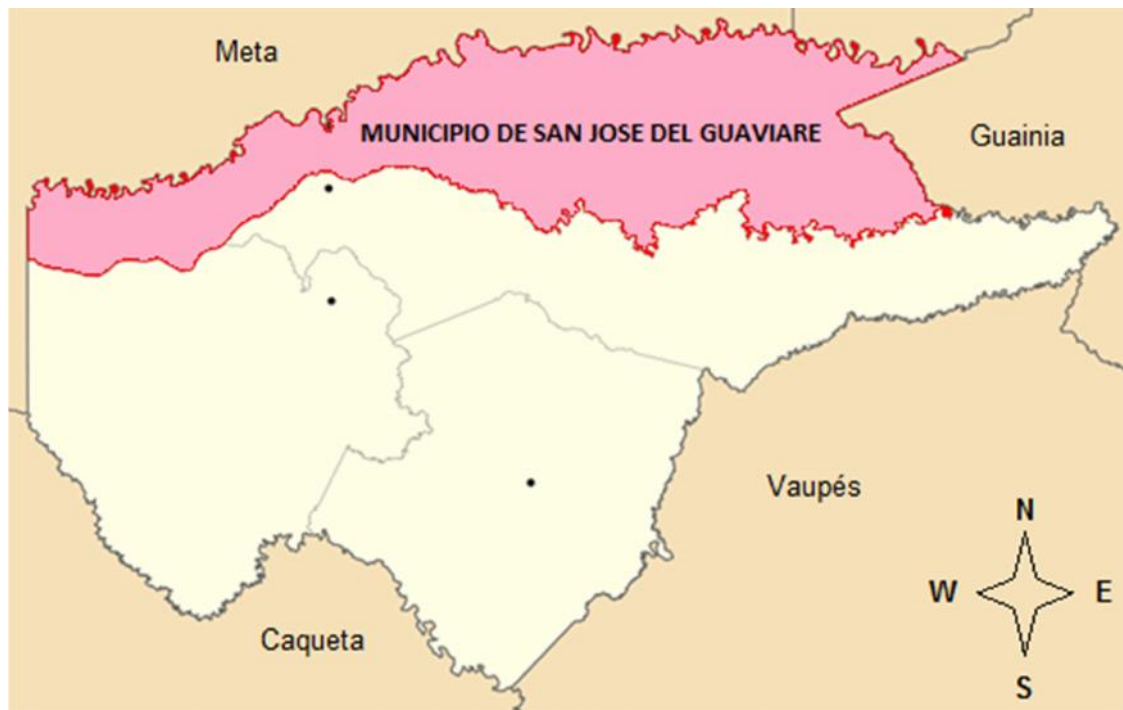 Meta
MUNICIPIO DE SAN JOSE DEL GUAVIARE
Guainia
Vaupés
Caqueta
N
W E
S